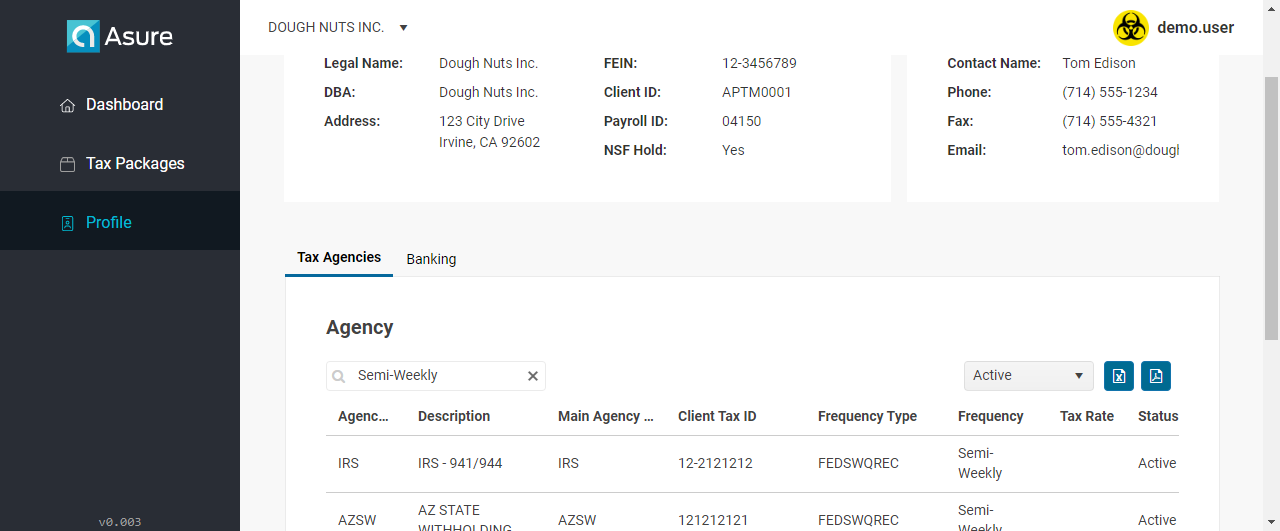 Asure
DOUGH NUTS INC.
demo.user
Dashboard
Tax Packages
Profile
v0.003
Legal Name: Dough Nuts Inc.
DBA: Dough Nuts Inc.
Address: 123 City Drive
Irvine, CA 92602
FEIN: 12-3456789
Client ID: APTM0001
Payroll ID: 04150
NSF Hold: Yes
Contact Name: Tom Edison
Phone: (714) 555-1234
Fax: (714) 555-4321
Email: tom.edison@dough
Tax Agencies Banking
Agency
Semi-Weekly
Active
Agenc... Description Main Agency ... Client Tax ID Frequency Type Frequency Tax Rate Status
IRS IRS - 941/944 IRS 12-2121212 FEDSWQREC Semi-
Weekly Active
AZSW AZ STATE
WITHHOLDING AZSW 121212121 FEDSWQREC Semi-
Weekly Active